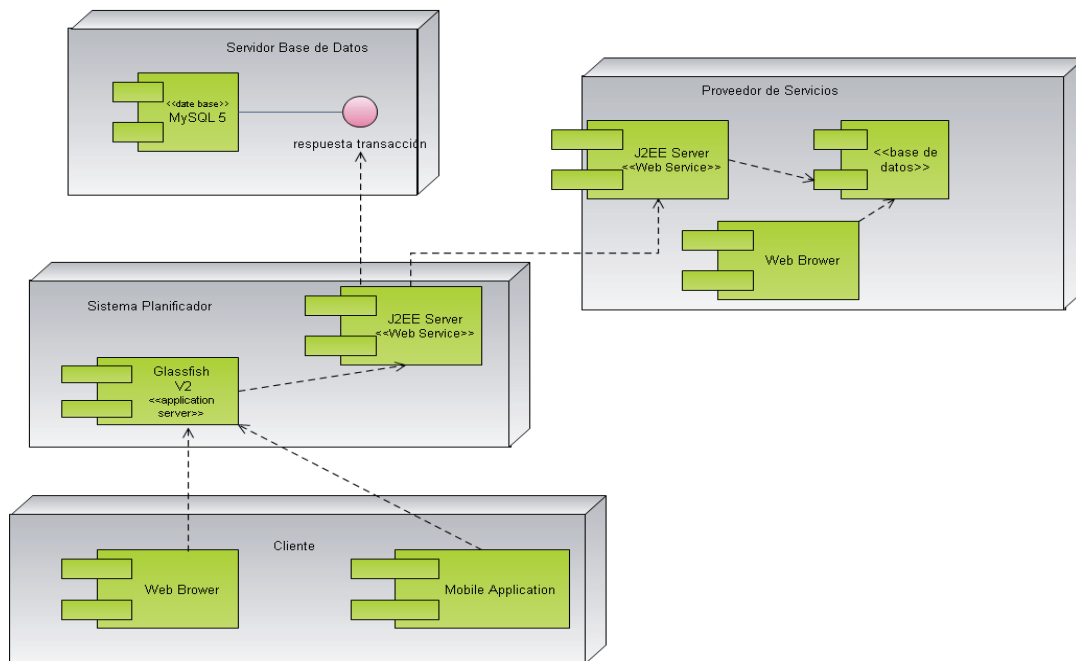 Servidor Base de Datos
<<date base>>
MySQL 5
respuesta transacción
Proveedor de Servicios
J2EE Server
<<Web Service>>
<<base de
datos>>
Web Brower
Sistema Planificador
J2EE Server
<<Web Service>>
Glassfish
V2
<<application
server>>
Cliente
Web Brower
Mobile Application